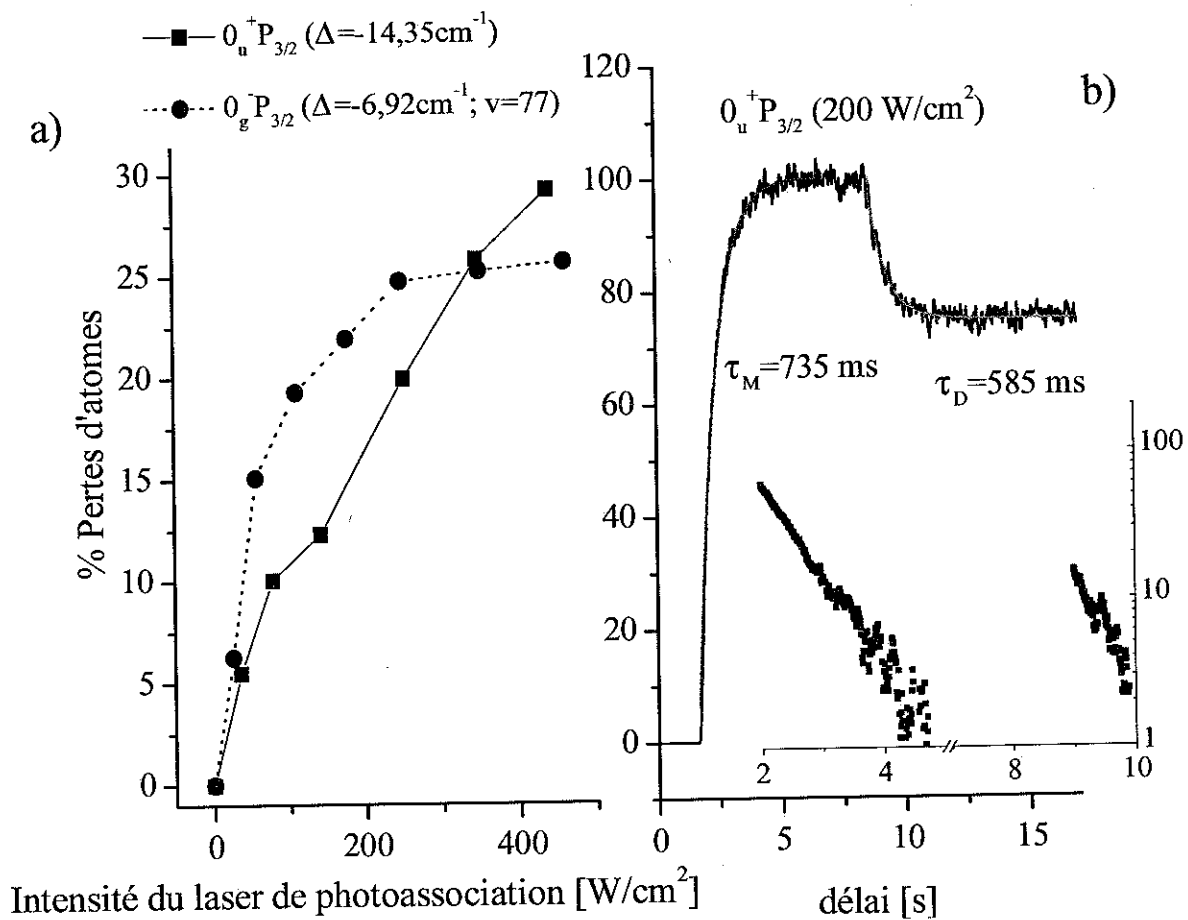 0u+P3/2 (Δ=-14,35cm-1)
0g-P3/2 (Δ=-6,92cm-1; v=77)
a)
b)
0u+P3/2 (200 W/cm2)
% Pertes d'atomes
30
25
20
15
10
5
0
0
200
400
Intensité du laser de photoassociation [W/cm2]
120
100
80
60
40
20
0
τM=735 ms
τD=585 ms
100
10
1
2
4
8
10
0
5
10
15
délai [s]